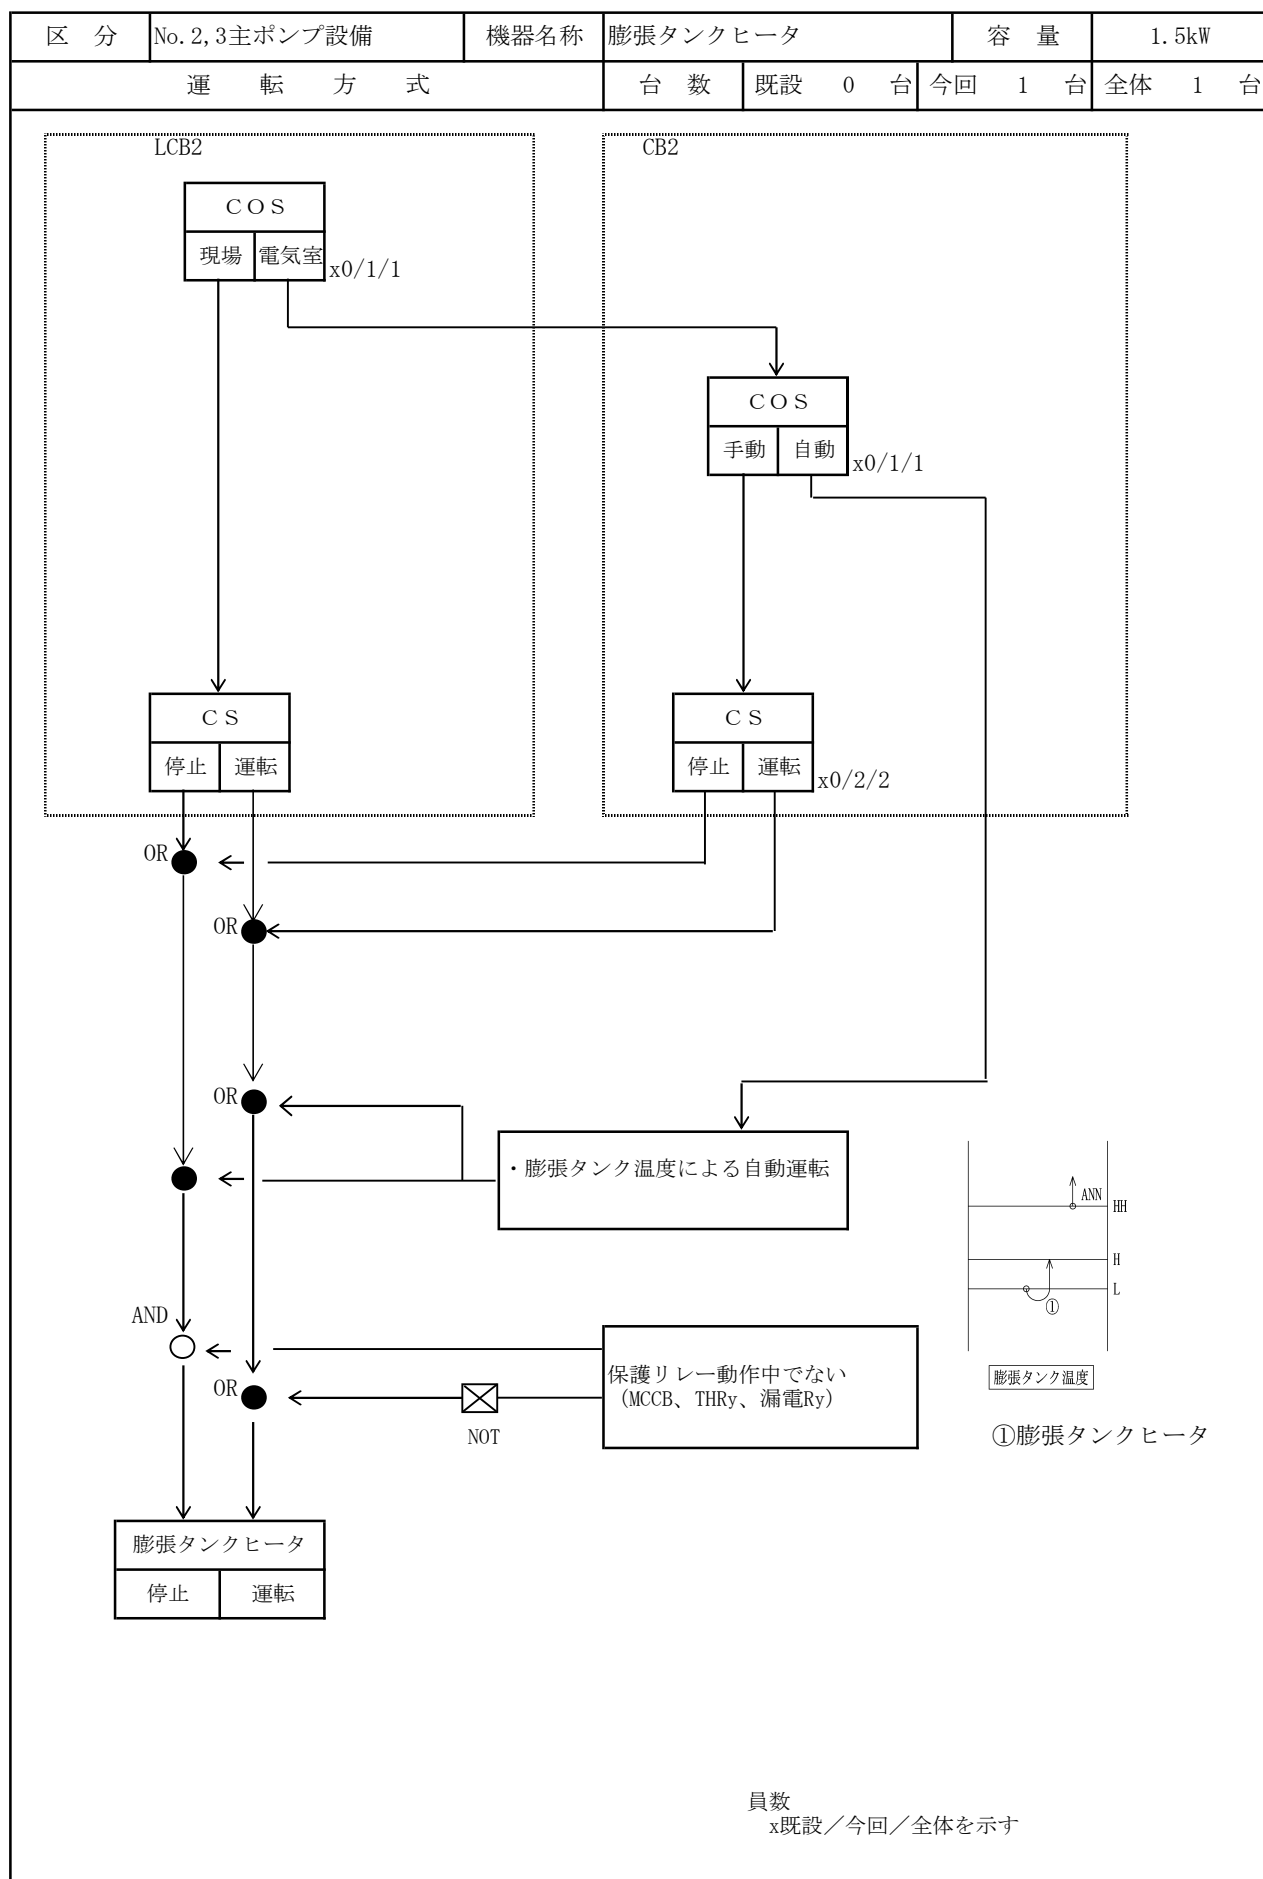 区 分 No.2,3主ポンプ設備 機器名称 膨張タンクヒータ 容 量 1.5kW
運 転 方 式 台 数 既設 0 台 今回 1 台 全体 1 台
LCB2
CB2
COS
現場 電気室 x0/1/1
COS
手動 自動 x0/1/1
CS
停止 運転
CS
停止 運転 x0/2/2
OR
OR
OR
・膨張タンク温度による自動運転
ANN
HH
H
L
①
膨張タンク温度
①膨張タンクヒータ
AND
OR
NOT
保護リレー動作中でない
(MCCB、THRy、漏電Ry)
膨張タンクヒータ
停止 運転
員数
x既設／今回／全体を示す